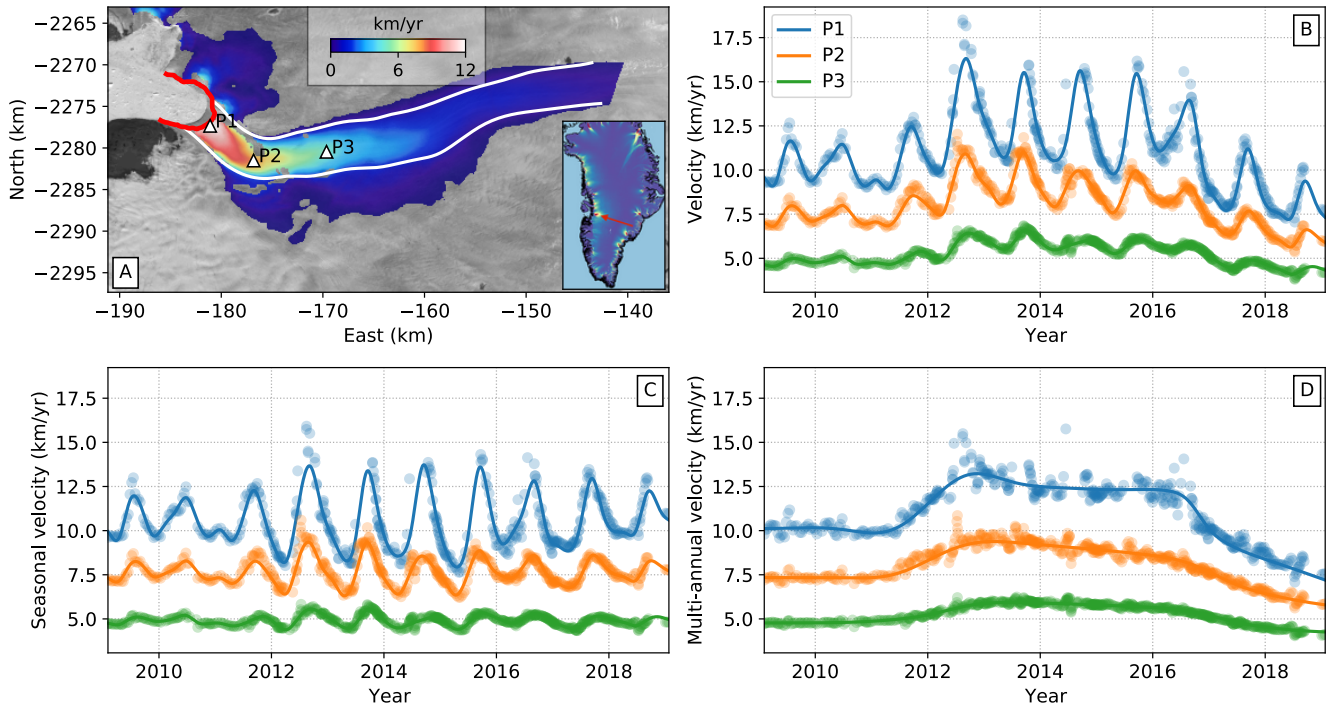 −2265
−2270
−2275
−2280
−2285
−2290
−2295
North (km)
km/yr
0 6 12
P1
P2
P3
A
−190 −180 −170 −160 −150 −140
East (km)
17.5
15.0
12.5
10.0
7.5
5.0
Velocity (km/yr)
P1
P2
P3
B
2010 2012 2014 2016 2018
Year
17.5
15.0
12.5
10.0
7.5
5.0
Seasonal velocity (km/yr)
C
2010 2012 2014 2016 2018
Year
17.5
15.0
12.5
10.0
7.5
5.0
Multi-annual velocity (km/yr)
D
2010 2012 2014 2016 2018
Year